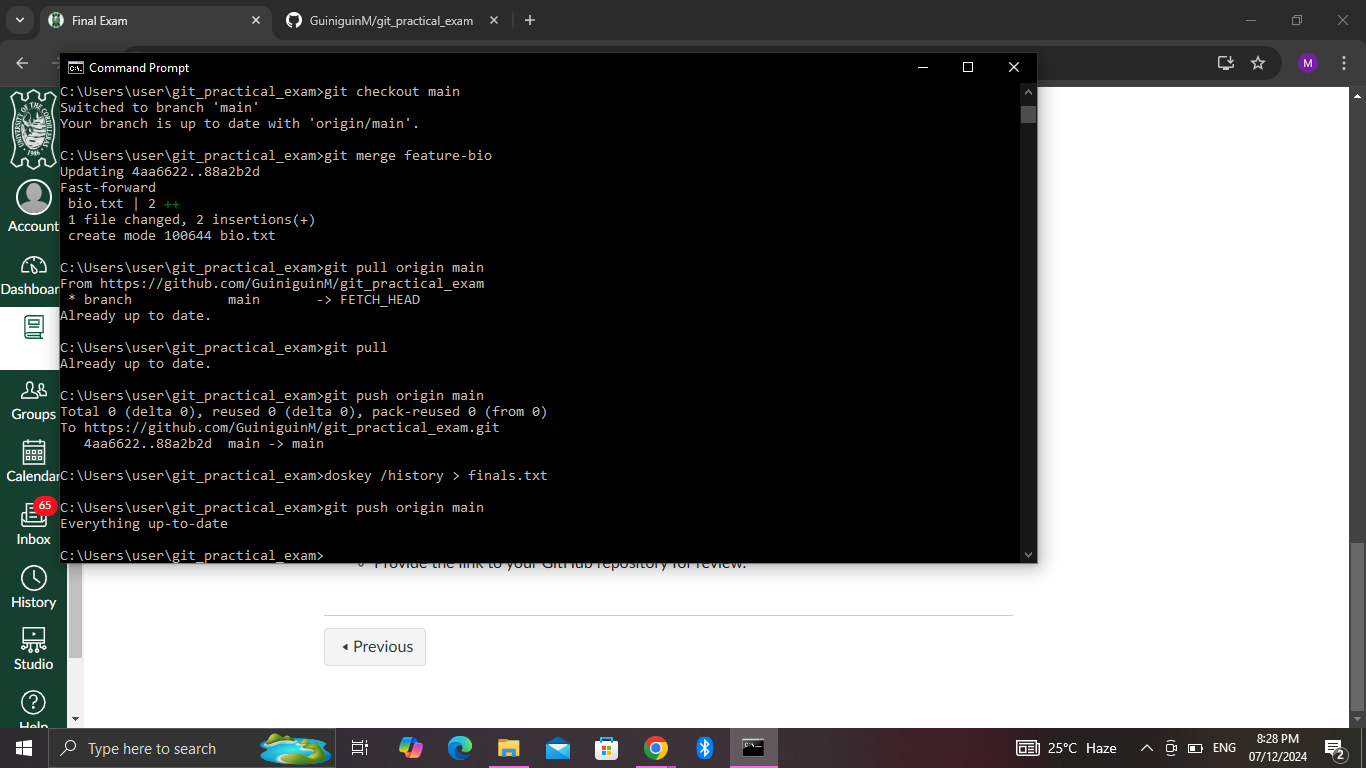 Final Exam
GuiniguinM/git_practical_exam
M
Command Prompt
C:\Users\user\git_practical_exam>git checkout main
Switched to branch 'main'
Your branch is up to date with 'origin/main'.
C:\Users\user\git_practical_exam>git merge feature-bio
Updating 4aa6622..88a2b2d
Fast-forward
bio.txt | 2 ++
1 file changed, 2 insertions(+)
create mode 100644 bio.txt
C:\Users\user\git_practical_exam>git pull origin main
From https://github.com/GuiniguinM/git_practical_exam
* branch            main       -> FETCH_HEAD
Already up to date.
C:\Users\user\git_practical_exam>git pull
Already up to date.
C:\Users\user\git_practical_exam>git push origin main
Total 0 (delta 0), reused 0 (delta 0), pack-reused 0 (from 0)
To https://github.com/GuiniguinM/git_practical_exam.git
4aa6622..88a2b2d  main -> main
C:\Users\user\git_practical_exam>doskey /history > finals.txt
C:\Users\user\git_practical_exam>git push origin main
Everything up-to-date
C:\Users\user\git_practical_exam>
UNIVERSITY OF THE CORDILLERAS
1946
Account
Dashboar
Groups
Calendar
65
Inbox
History
Studio
Help
Provide the link to your GitHub repository for review.
Previous
Type here to search
25°C Haze
ENG
8:28 PM
07/12/2024
2